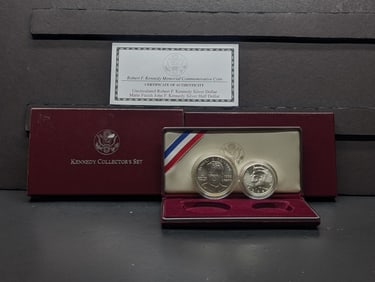 Robert F. Kennedy Memorial Commemorative Coin
CERTIFICATE OF AUTHENTICITY
Uncirculated Robert F. Kennedy Silver Dollar
Matte Finish John F. Kennedy Silver Half Dollar
KENNEDY COLLECTOR'S SET